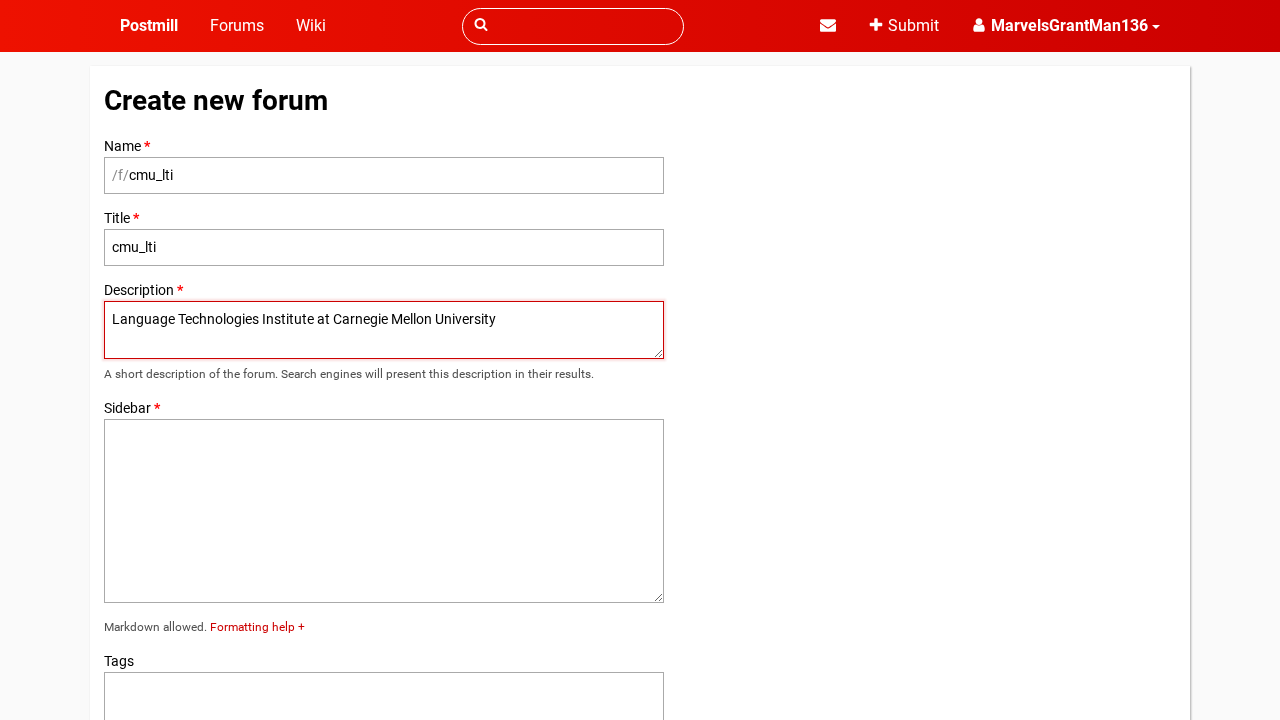 Postmill Forums Wiki Submit MarvelsGrantMan136
Create new forum
Name *
/f/cmu_lti
Title *
cmu_lti
Description *
Language Technologies Institute at Carnegie Mellon University
A short description of the forum. Search engines will present this description in their results.
Sidebar *
Markdown allowed. Formatting help +
Tags